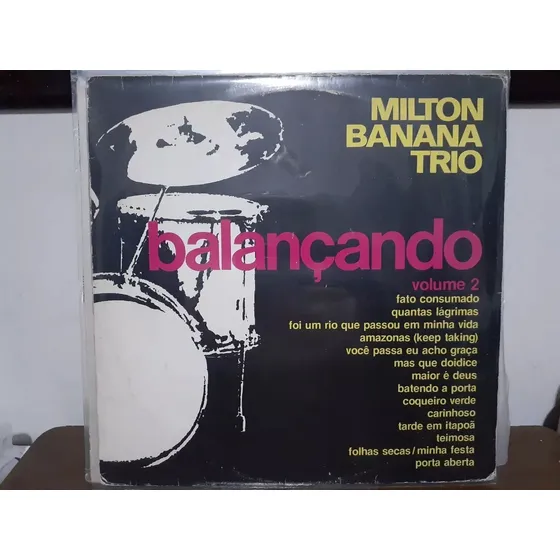 MILTON
BANANA
TRIO
balançando
volume 2
fato consumado
quantas lágrimas
foi um rio que passou em minha vida
amazonas (keep taking)
você passa eu acho graça
mas que doidice
maior é deus
batendo a porta
coqueiro verde
carinhoso
tarde em itapoã
teimosa
folhas secas/minha festa
porta aberta